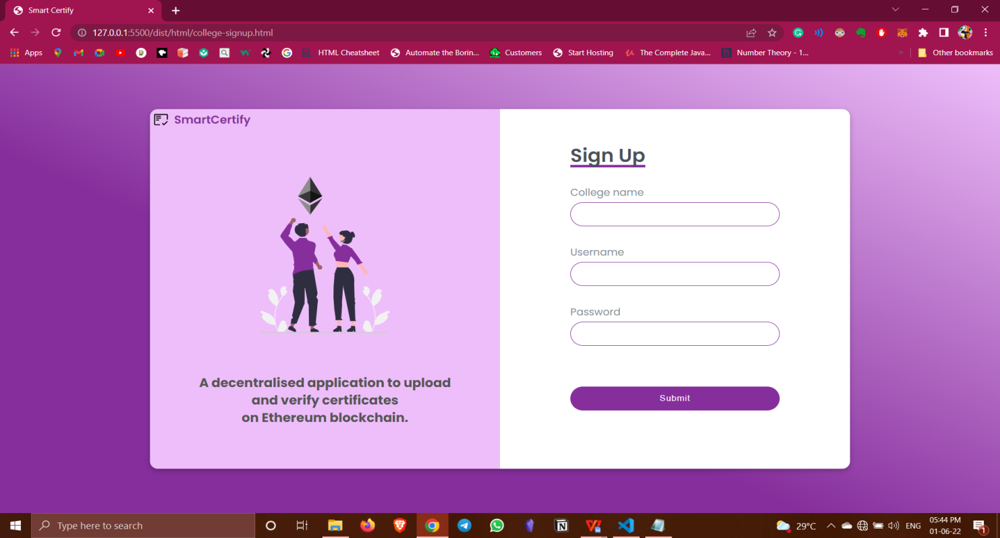 Smart Certify
127.0.0.1:5500/dist/html/college-signup.html
Apps
HTML Cheatsheet
Automate the Borin...
Customers
Start Hosting
The Complete Java...
Number Theory - 1...
»
Other bookmarks
SmartCertify
A decentralised application to upload
and verify certificates
on Ethereum blockchain.
Sign Up
College name
Username
Password
Submit
Type here to search
29°C
ENG
05:44 PM
01-06-22
1